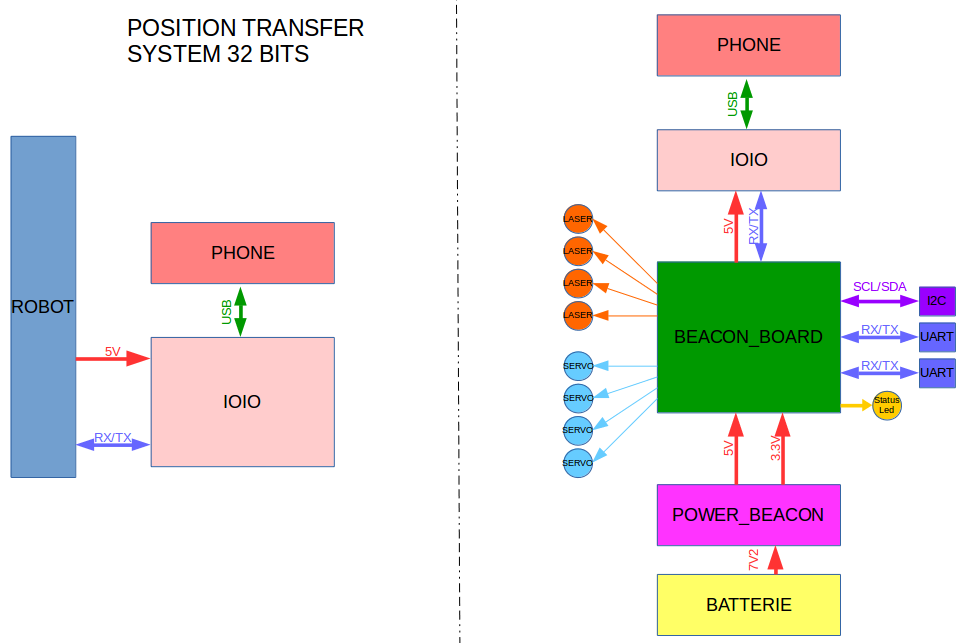 POSITION TRANSFER
SYSTEM 32 BITS
ROBOT
PHONE
USB
5V
IOIO
RX/TX
PHONE
USB
IOIO
5V
RX/TX
LASER
LASER
LASER
LASER
BEACON_BOARD
SCL/SDA
I2C
RX/TX
UART
RX/TX
UART
Status
Led
SERVO
SERVO
SERVO
SERVO
5V
3.3V
POWER_BEACON
7V2
BATTERIE